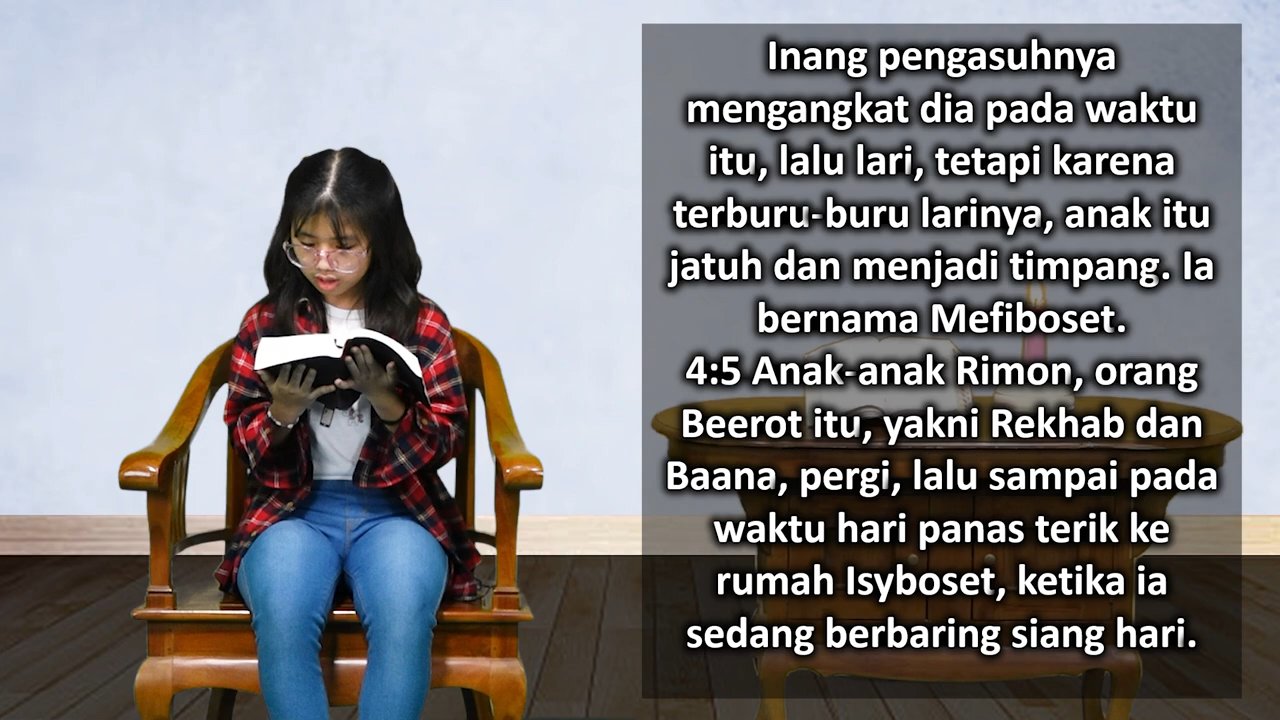 Inang pengasuhnya
mengangkat dia pada waktu
itu, lalu lari, tetapi karena
terburu-buru larinya, anak itu
jatuh dan menjadi timpang. Ia
bernama Mefiboset.
4:5 Anak-anak Rimon, orang
Beerot itu, yakni Rekhab dan
Baana, pergi, lalu sampai pada
waktu hari panas terik ke
rumah Isyboset, ketika ia
sedang berbaring siang hari.